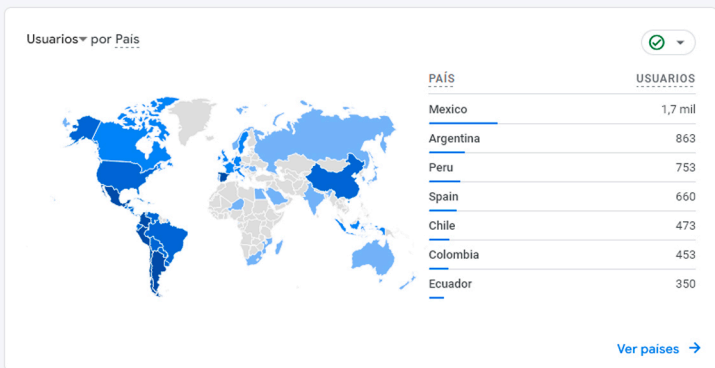 Usuarios por País
PAÍS USUARIOS
Mexico 1,7 mil
Argentina 863
Peru 753
Spain 660
Chile 473
Colombia 453
Ecuador 350
Ver países